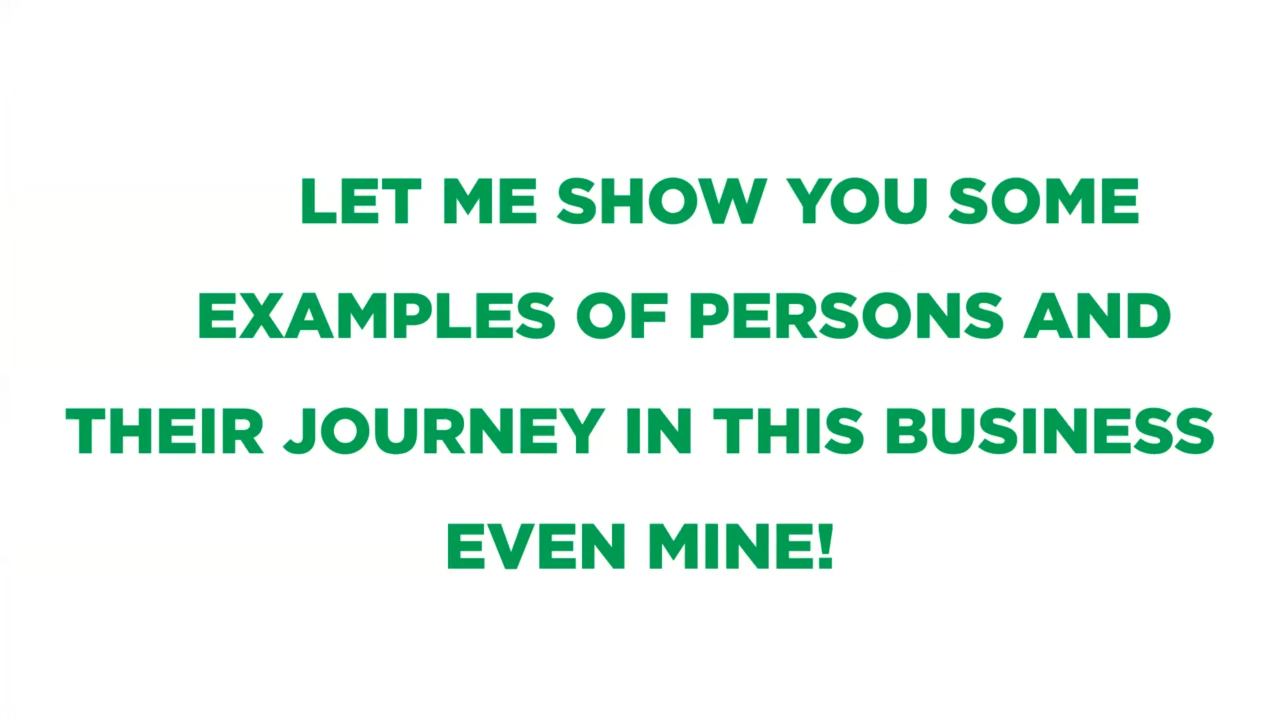 LET ME SHOW YOU SOME
EXAMPLES OF PERSONS AND
THEIR JOURNEY IN THIS BUSINESS
EVEN MINE!